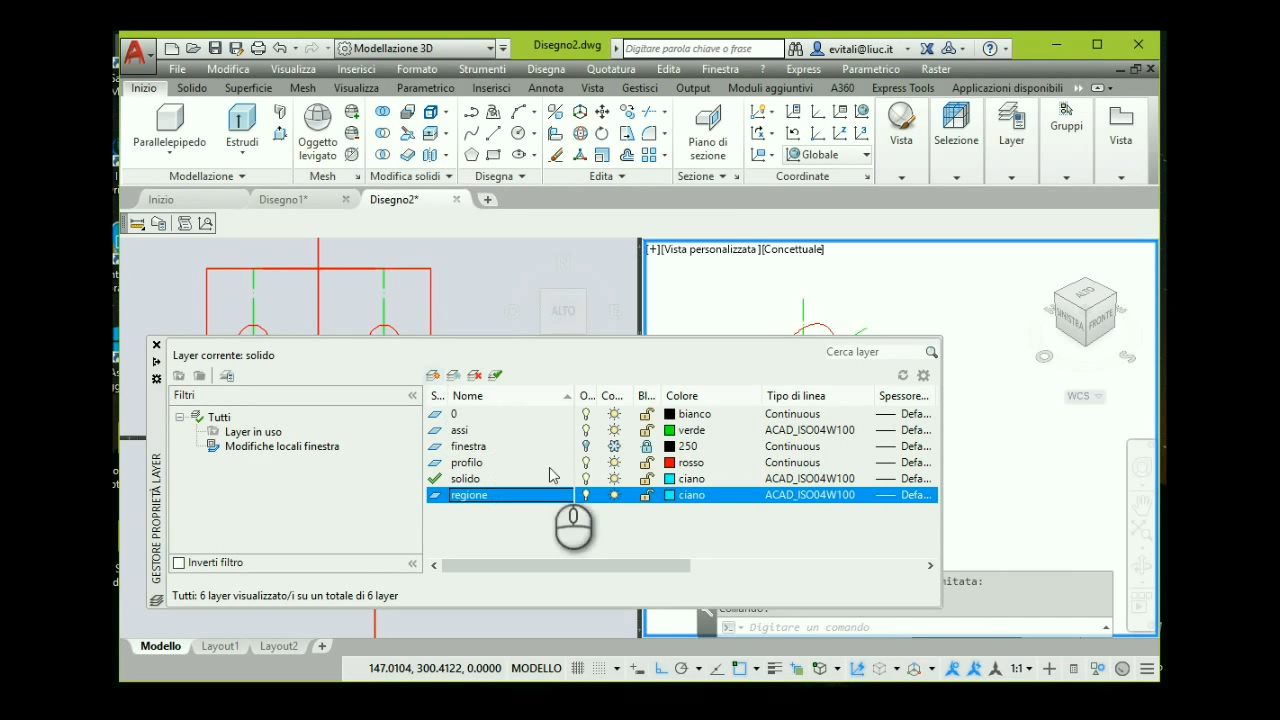 Modellazione 3D
Disegno2.dwg
Digitare parola chiave o frase
evitali@liuc.it
File Modifica Visualizza Inserisci Formato Strumenti Disegna Quotatura Edita Finestra ? Express Parametrico Raster
Inizio Solido Superficie Mesh Visualizza Parametrico Inserisci Annota Vista Gestisci Output Moduli aggiuntivi A360 Express Tools Applicazioni disponibili
Parallelepipedo
Estrudi
Oggetto
levigato
Piano di
sezione
Globale
Vista
Selezione
Layer
Gruppi
Vista
Modellazione Mesh Modifica solidi Disegna Edita Sezione Coordinate
Inizio Disegno1* Disegno2* +
[+][Vista personalizzata][Concettuale]
ALTO
ALTO
SINISTRA
FRONTE
WCS
Layer corrente: solido
Cerca layer
Filtri
S... Nome O... Co... Bl... Colore Tipo di linea Spessore...
Tutti
Layer in uso
Modifiche locali finestra
0 bianco Continuous Defa...
assi verde ACAD_ISO04W100 Defa...
finestra 250 Continuous Defa...
profilo rosso Continuous Defa...
solido ciano ACAD_ISO04W100 Defa...
regione ciano ACAD_ISO04W100 Defa...
GESTORE PROPRIETÀ LAYER
Inverti filtro
Tutti: 6 layer visualizzato/i su un totale di 6 layer
nitata:
Comando:
Digitare un comando
Modello Layout1 Layout2 +
147.0104, 300.4122, 0.0000 MODELLO 1:1